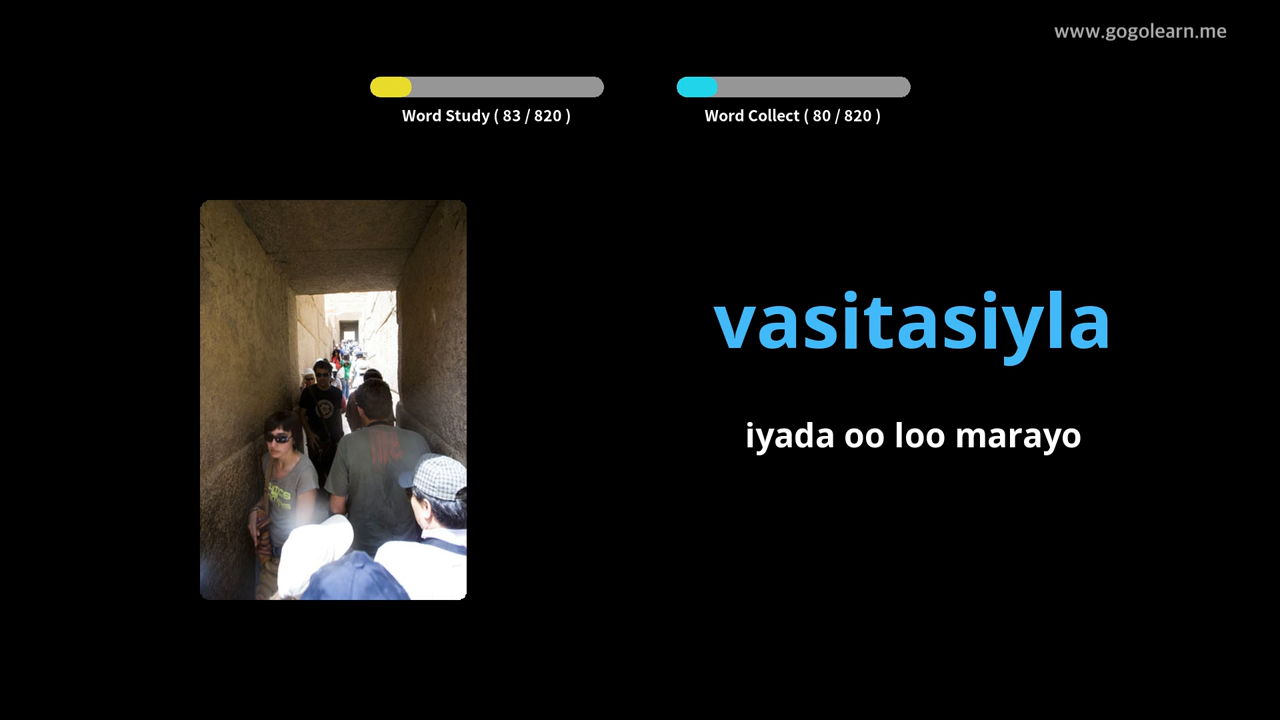 www.gogolearn.me
Word Study ( 83 / 820 )
Word Collect ( 80 / 820 )
vasitasiyla
iyada oo loo marayo